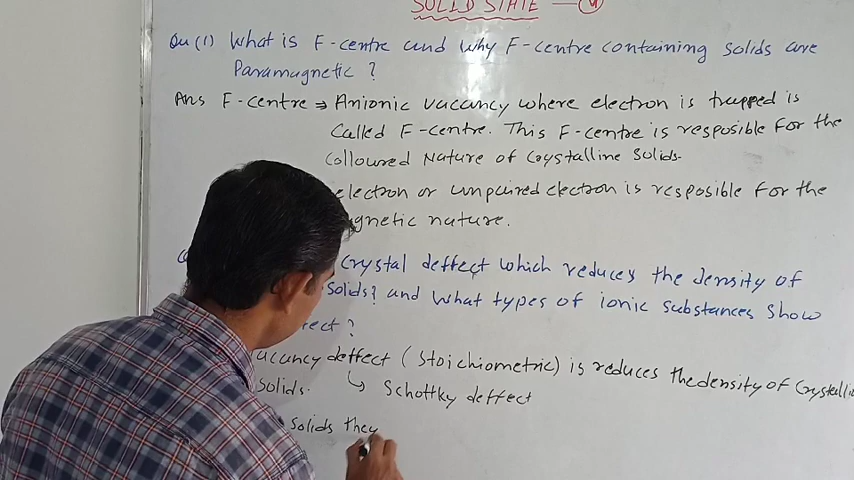 SOLID STATE
Qu (1) What is F-centre and Why F-centre containing solids are
Paramagnetic ?
Ans F-centre ⇒ Anionic vacancy where electron is trapped is
Called F-centre. This F-centre is resposible For the
Colloured Nature of Crystalline Solids.
electron or unpaired electron is resposible For the
gnetic nature.
Crystal deffect which reduces the density of
Solids? and What types of ionic substances show
ect ?
acancy deffect ( Stoichiometric) is reduces the density of Crystalli
Solids. ↳ Schottky deffect
solids they